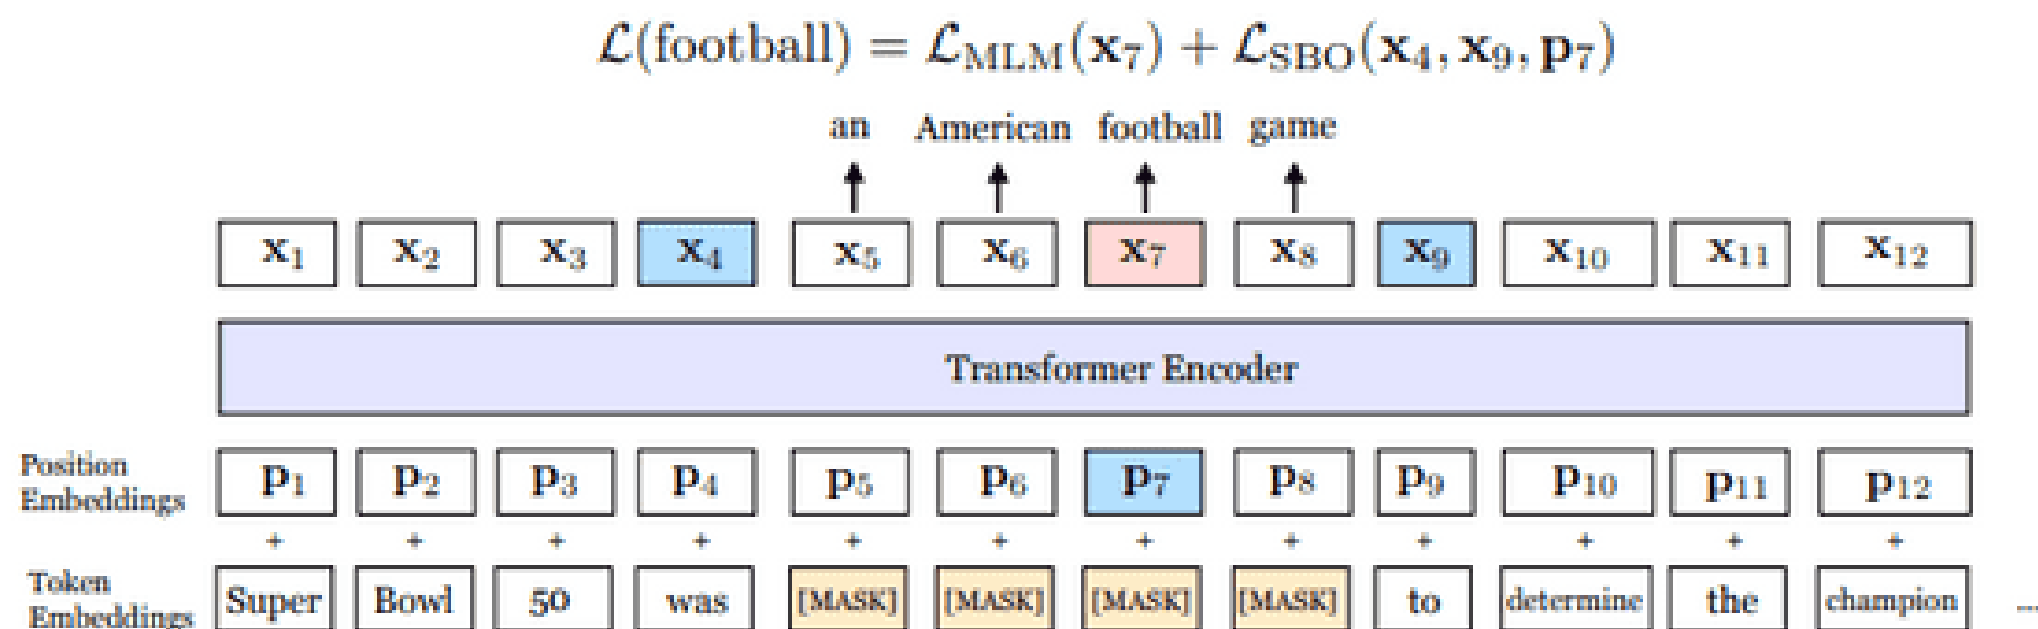 ℒ(football) = ℒ_MLM(x₇) + ℒ_SBO(x₄, x₉, p₇)
an American football game
x₁ x₂ x₃ x₄ x₅ x₆ x₇ x₈ x₉ x₁₀ x₁₁ x₁₂
Transformer Encoder
Position
Embeddings
p₁ p₂ p₃ p₄ p₅ p₆ p₇ p₈ p₉ p₁₀ p₁₁ p₁₂
+ + + + + + + + + + + +
Token
Embeddings
Super Bowl 50 was [MASK] [MASK] [MASK] [MASK] to determine the champion ...